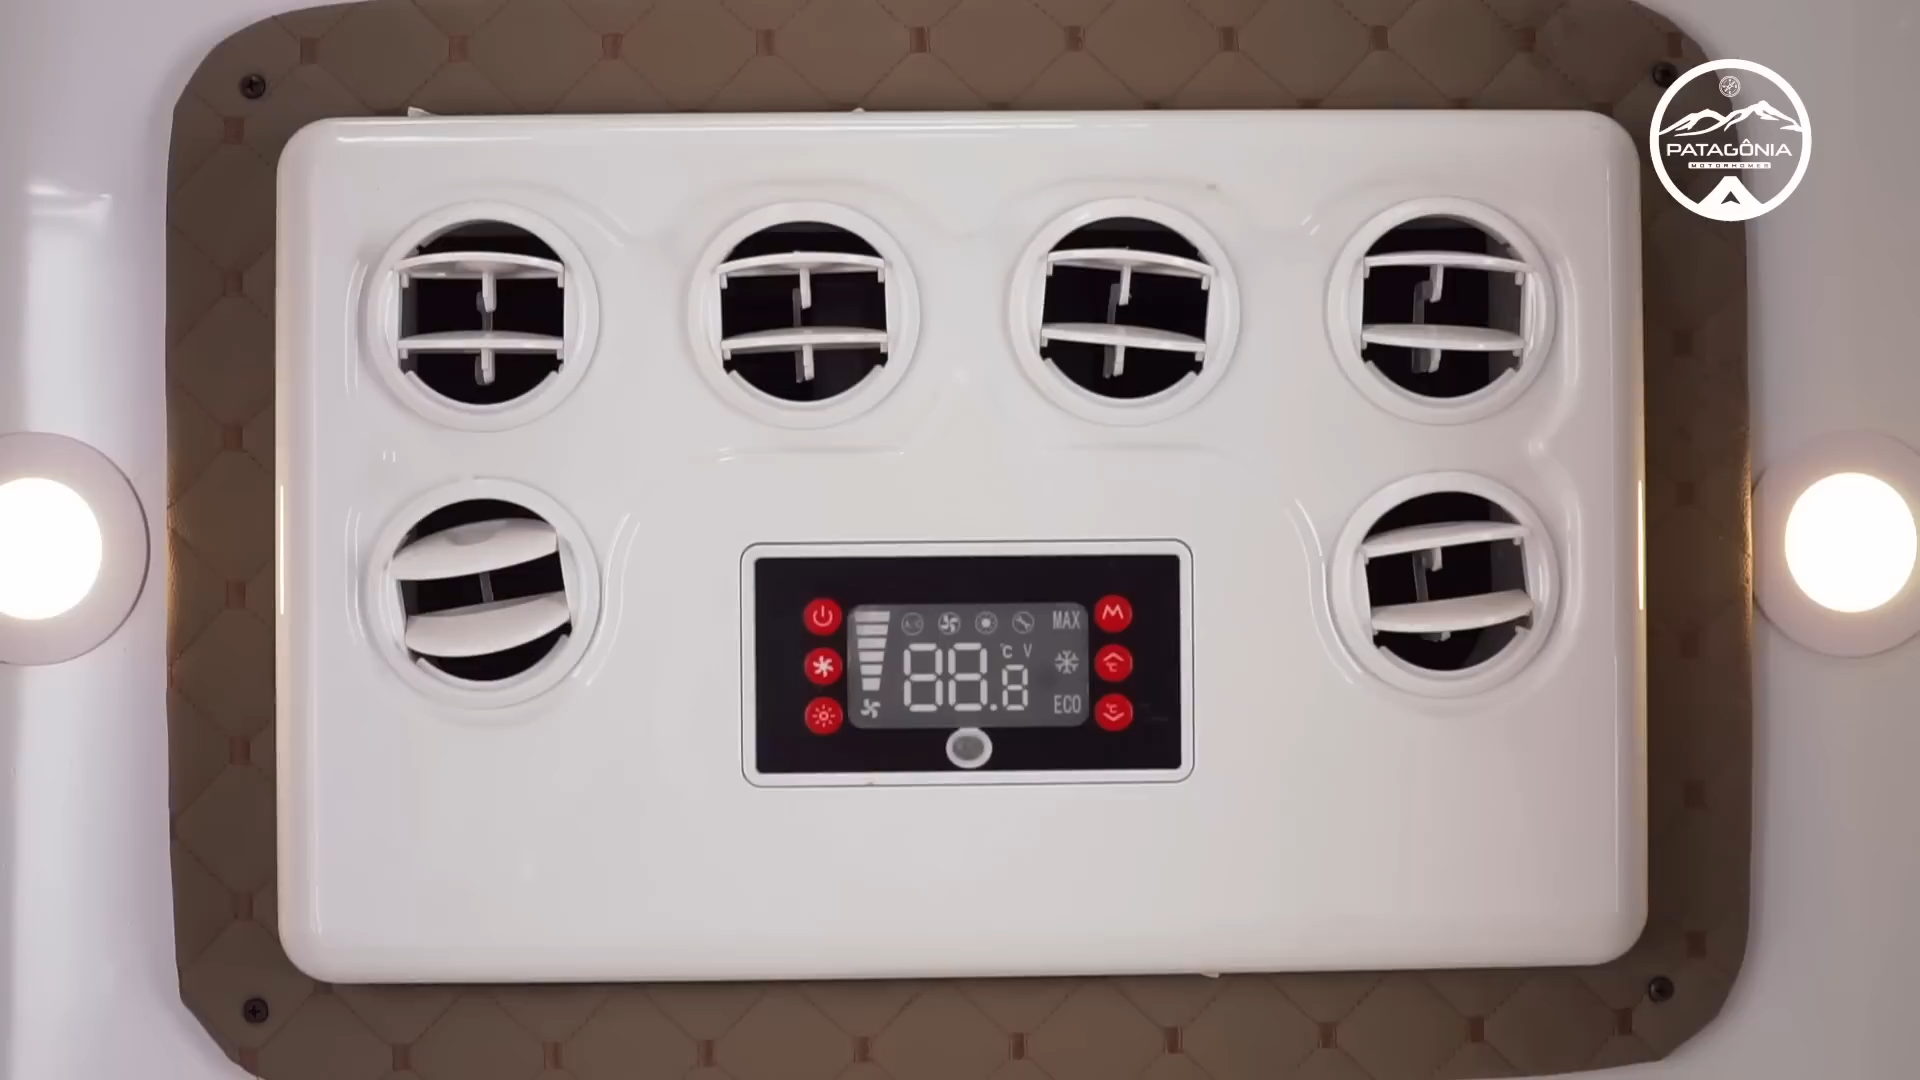 PATAGÔNIA
MOTORHOMES
A/C
MAX
°C V
88.8
ECO
M
°C
°C